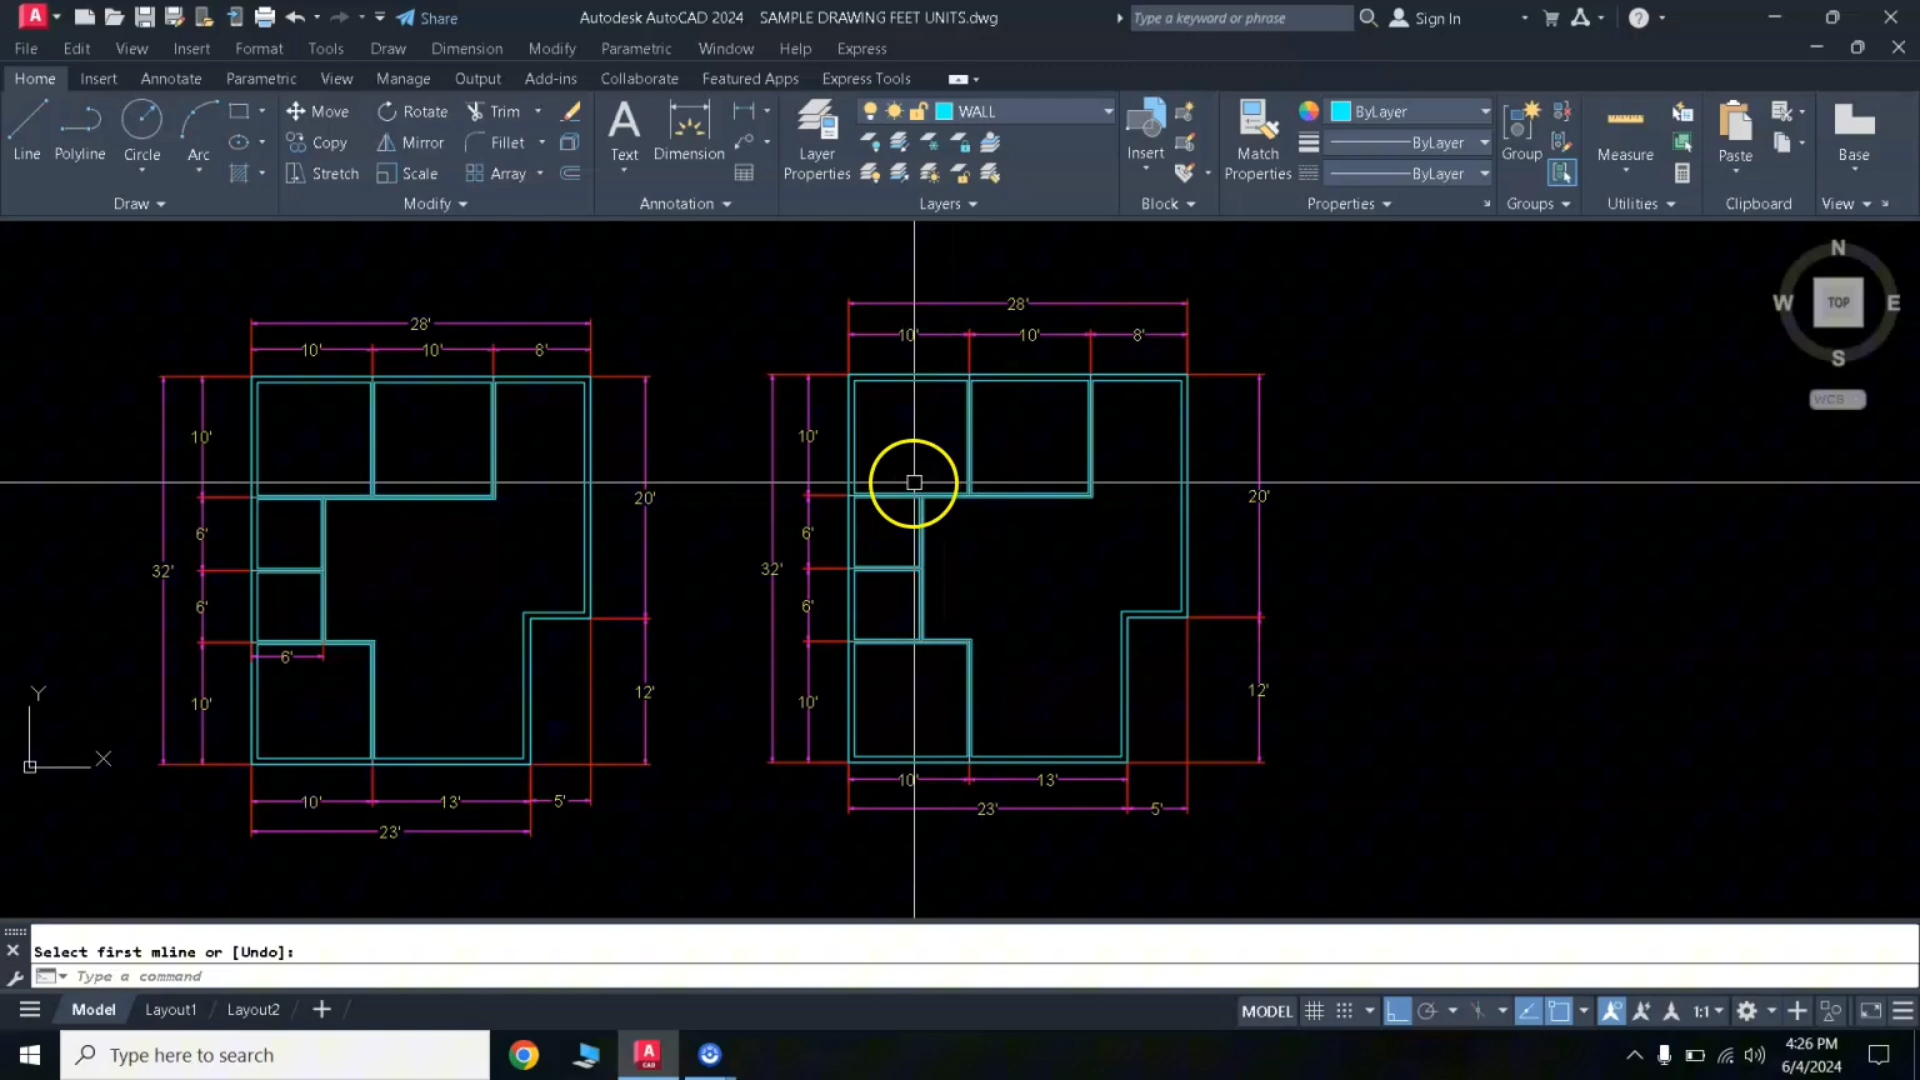 Share
Autodesk AutoCAD 2024 SAMPLE DRAWING FEET UNITS.dwg
Type a keyword or phrase
Sign In
File Edit View Insert Format Tools Draw Dimension Modify Parametric Window Help Express
Home Insert Annotate Parametric View Manage Output Add-ins Collaborate Featured Apps Express Tools
Line Polyline Circle Arc
Move Rotate Trim
Copy Mirror Fillet
Stretch Scale Array
Text Dimension
Layer Properties
WALL
Insert
Match Properties
ByLayer
ByLayer
ByLayer
Group
Measure
Paste
Base
Draw Modify Annotation Layers Block Properties Groups Utilities Clipboard View
N
W TOP E
S
WCS
28'
10' 10' 8'
10'
6'
32'
6'
6'
10'
20'
12'
10' 13' 5'
23'
28'
10' 10' 8'
10'
6'
32'
6'
10'
20'
12'
10' 13'
23' 5'
Y
X
Select first mline or [Undo]:
Type a command
Model Layout1 Layout2
MODEL 1:1
Type here to search
A
CAD
4:26 PM
6/4/2024